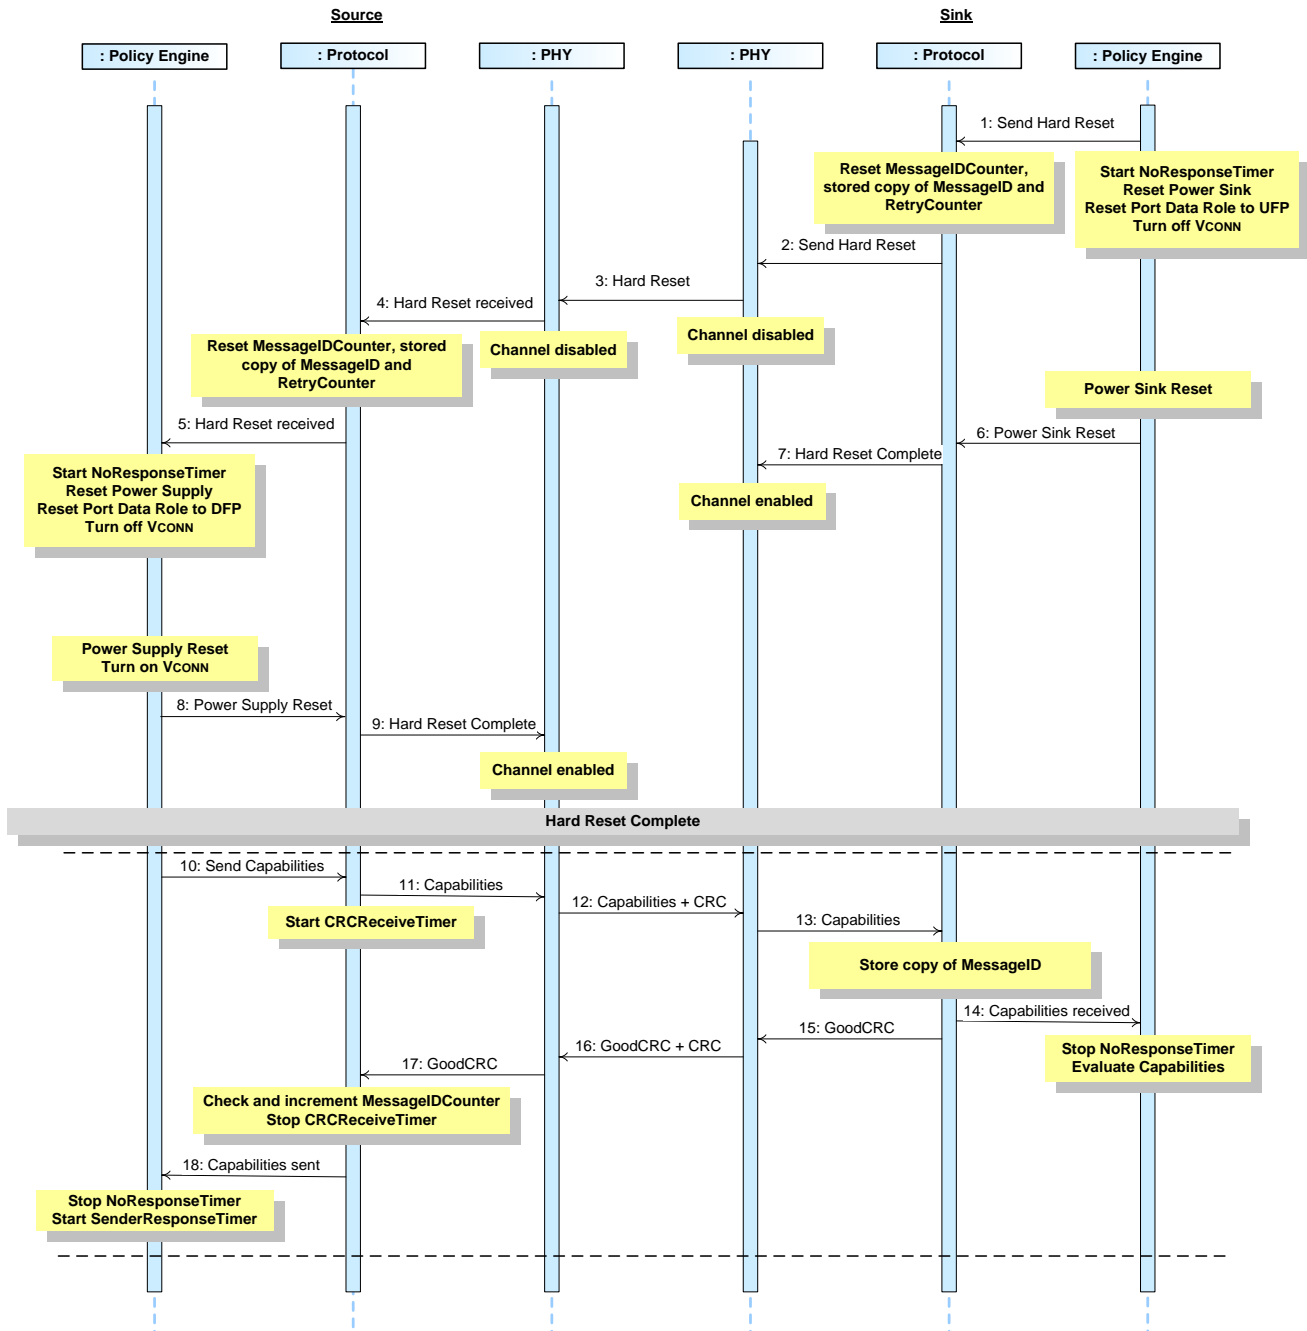 Source
Sink
: Policy Engine
: Protocol
: PHY
: PHY
: Protocol
: Policy Engine
1: Send Hard Reset
Reset MessageIDCounter,
stored copy of MessageID and
RetryCounter
Start NoResponseTimer
Reset Power Sink
Reset Port Data Role to UFP
Turn off VCONN
2: Send Hard Reset
3: Hard Reset
4: Hard Reset received
Channel disabled
Reset MessageIDCounter, stored
copy of MessageID and
RetryCounter
Channel disabled
Power Sink Reset
5: Hard Reset received
6: Power Sink Reset
7: Hard Reset Complete
Start NoResponseTimer
Reset Power Supply
Reset Port Data Role to DFP
Turn off VCONN
Channel enabled
Power Supply Reset
Turn on VCONN
8: Power Supply Reset
9: Hard Reset Complete
Channel enabled
Hard Reset Complete
10: Send Capabilities
11: Capabilities
12: Capabilities + CRC
Start CRCReceiveTimer
13: Capabilities
Store copy of MessageID
14: Capabilities received
15: GoodCRC
16: GoodCRC + CRC
Stop NoResponseTimer
Evaluate Capabilities
17: GoodCRC
Check and increment MessageIDCounter
Stop CRCReceiveTimer
18: Capabilities sent
Stop NoResponseTimer
Start SenderResponseTimer